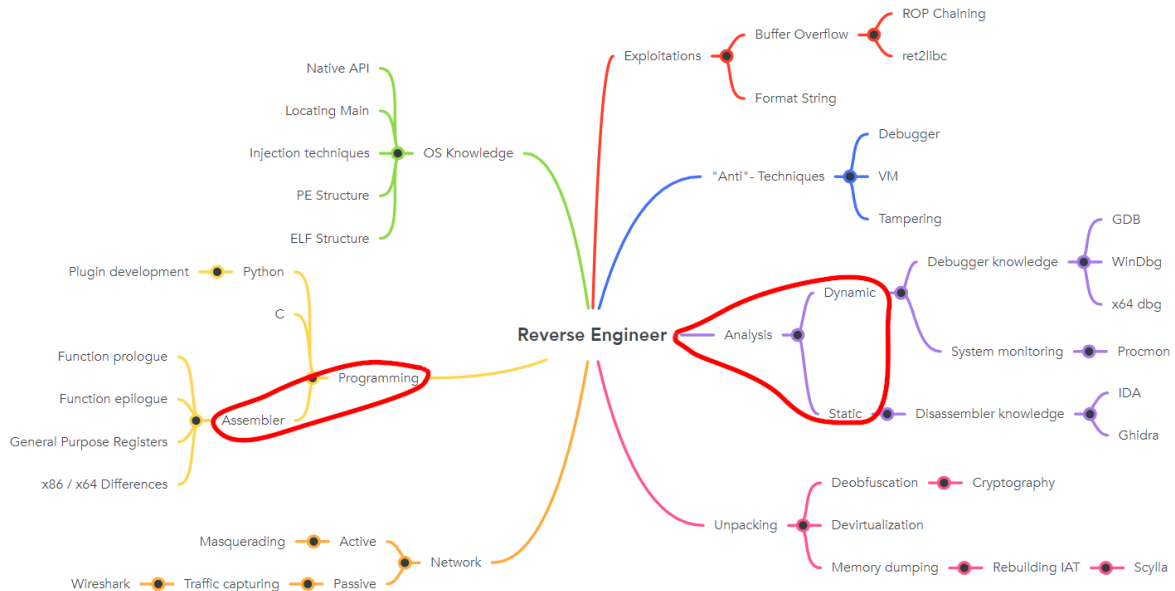 ROP Chaining
Buffer Overflow
Exploitations
ret2libc
Native API
Format String
Locating Main
Debugger
Injection techniques
OS Knowledge
"Anti"- Techniques
VM
PE Structure
Tampering
GDB
ELF Structure
Debugger knowledge
WinDbg
Plugin development
Python
Dynamic
x64 dbg
C
Reverse Engineer
Analysis
System monitoring
Procmon
Function prologue
Programming
IDA
Function epilogue
Assembler
Static
Disassembler knowledge
General Purpose Registers
Ghidra
x86 / x64 Differences
Deobfuscation
Cryptography
Unpacking
Devirtualization
Masquerading
Active
Network
Memory dumping
Rebuilding IAT
Scylla
Wireshark
Traffic capturing
Passive